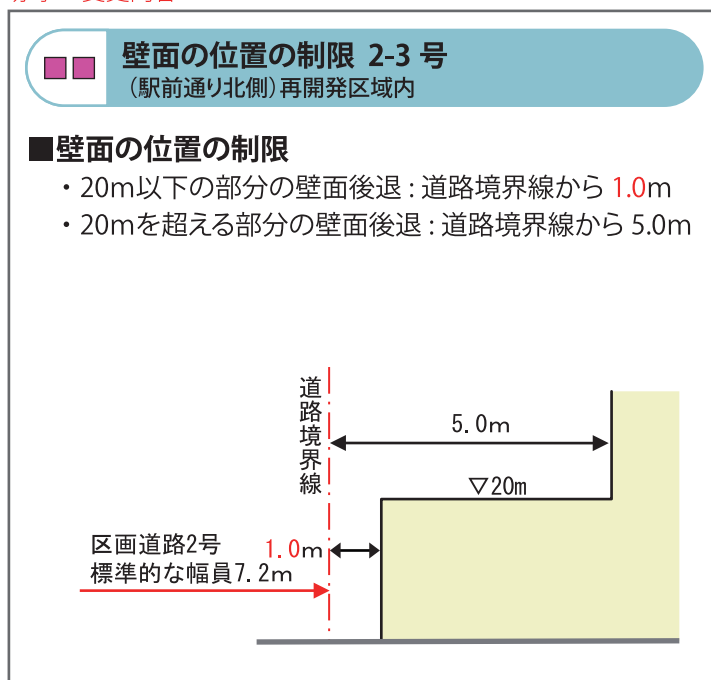 壁面の位置の制限 2-3 号
（駅前通り北側）再開発区域内
■壁面の位置の制限
・20m以下の部分の壁面後退：道路境界線から 1.0m
・20mを超える部分の壁面後退：道路境界線から 5.0m
道路境界線
5.0m
▽20m
区画道路2号
標準的な幅員7.2m
1.0m